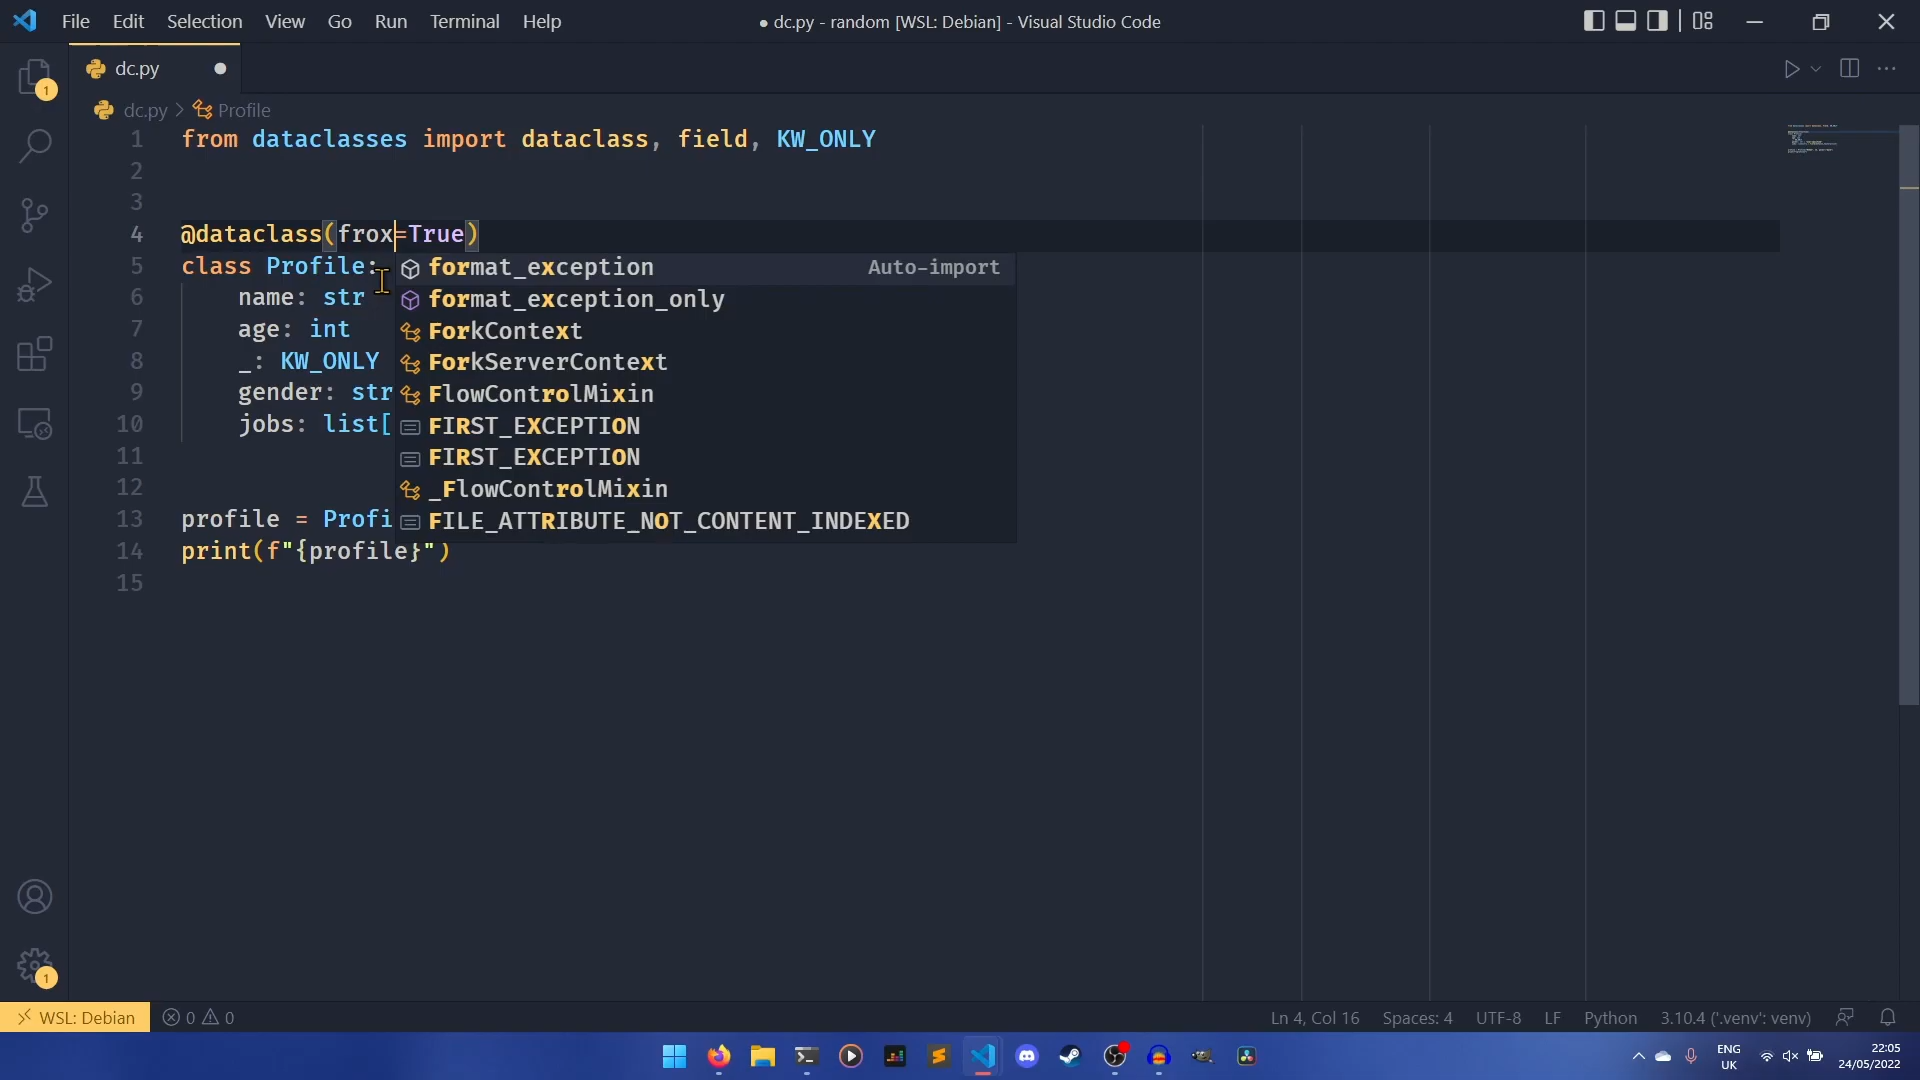 File Edit Selection View Go Run Terminal Help
● dc.py - random [WSL: Debian] - Visual Studio Code
dc.py ●
dc.py > Profile
1 from dataclasses import dataclass, field, KW_ONLY
2
3
4 @dataclass(frox=True)
5 class Profile:
6 name: str
7 age: int
8 _: KW_ONLY
9 gender: str
10 jobs: list[
11
12
13 profile = Profi
14 print(f"{profile}")
15
format_exception Auto-import
format_exception_only
ForkContext
ForkServerContext
FlowControlMixin
FIRST_EXCEPTION
FIRST_EXCEPTION
_FlowControlMixin
FILE_ATTRIBUTE_NOT_CONTENT_INDEXED
1
1
WSL: Debian 0 0
Ln 4, Col 16 Spaces: 4 UTF-8 LF Python 3.10.4 ('.venv': venv)
ENG
UK
22:05
24/05/2022